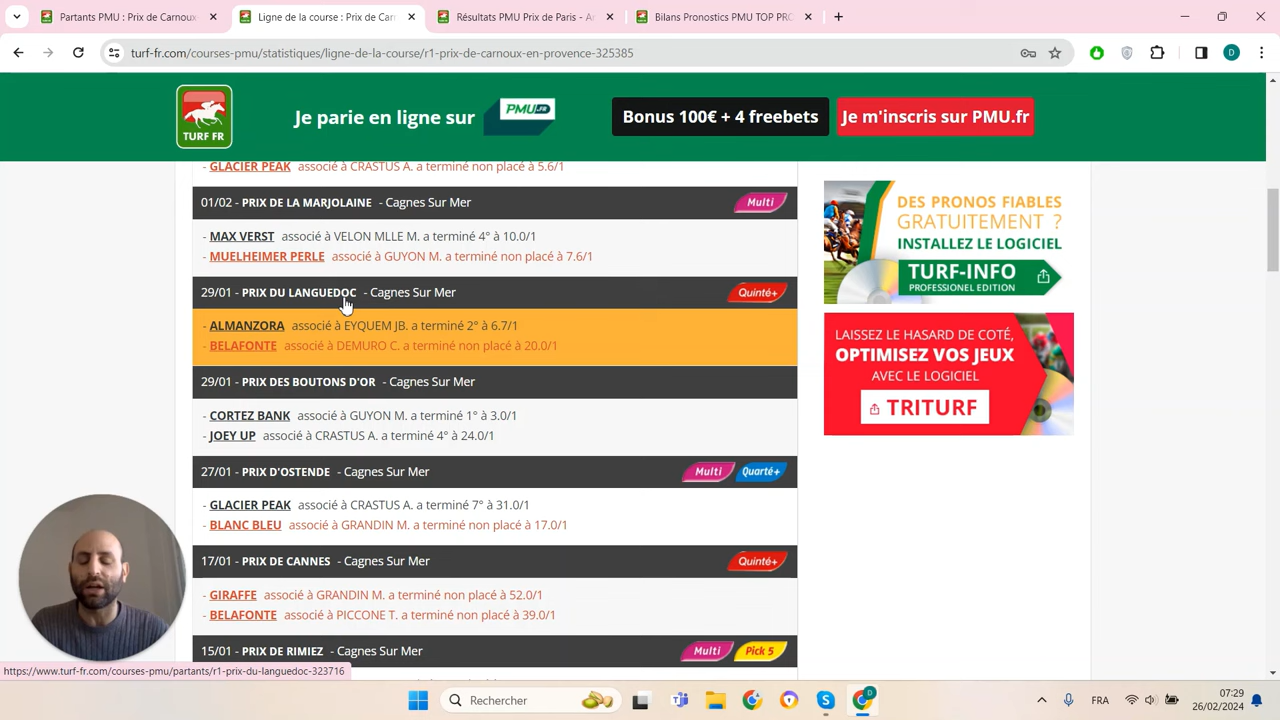 Partants PMU : Prix de Carnoux
Ligne de la course : Prix de Car
Résultats PMU Prix de Paris - Ar
Bilans Pronostics PMU TOP PRO
turf-fr.com/courses-pmu/statistiques/ligne-de-la-course/r1-prix-de-carnoux-en-provence-325385
D
TURF FR
Je parie en ligne sur
PMU.fr
Bonus 100€ + 4 freebets
Je m'inscris sur PMU.fr
- GLACIER PEAK associé à CRASTUS A. a terminé non placé à 5.6/1
01/02 - PRIX DE LA MARJOLAINE - Cagnes Sur Mer Multi
- MAX VERST associé à VELON MLLE M. a terminé 4° à 10.0/1
- MUELHEIMER PERLE associé à GUYON M. a terminé non placé à 7.6/1
29/01 - PRIX DU LANGUEDOC - Cagnes Sur Mer Quinté+
- ALMANZORA associé à EYQUEM JB. a terminé 2° à 6.7/1
- BELAFONTE associé à DEMURO C. a terminé non placé à 20.0/1
29/01 - PRIX DES BOUTONS D'OR - Cagnes Sur Mer
- CORTEZ BANK associé à GUYON M. a terminé 1° à 3.0/1
- JOEY UP associé à CRASTUS A. a terminé 4° à 24.0/1
27/01 - PRIX D'OSTENDE - Cagnes Sur Mer Multi Quarté+
- GLACIER PEAK associé à CRASTUS A. a terminé 7° à 31.0/1
- BLANC BLEU associé à GRANDIN M. a terminé non placé à 17.0/1
17/01 - PRIX DE CANNES - Cagnes Sur Mer Quinté+
- GIRAFFE associé à GRANDIN M. a terminé non placé à 52.0/1
- BELAFONTE associé à PICCONE T. a terminé non placé à 39.0/1
15/01 - PRIX DE RIMIEZ - Cagnes Sur Mer Multi Pick 5
DES PRONOS FIABLES
GRATUITEMENT ?
INSTALLEZ LE LOGICIEL
TURF-INFO
PROFESSIONEL EDITION
LAISSEZ LE HASARD DE COTÉ,
OPTIMISEZ VOS JEUX
AVEC LE LOGICIEL
TRITURF
https://www.turf-fr.com/courses-pmu/partants/r1-prix-du-languedoc-323716
Rechercher
FRA
07:29
26/02/2024